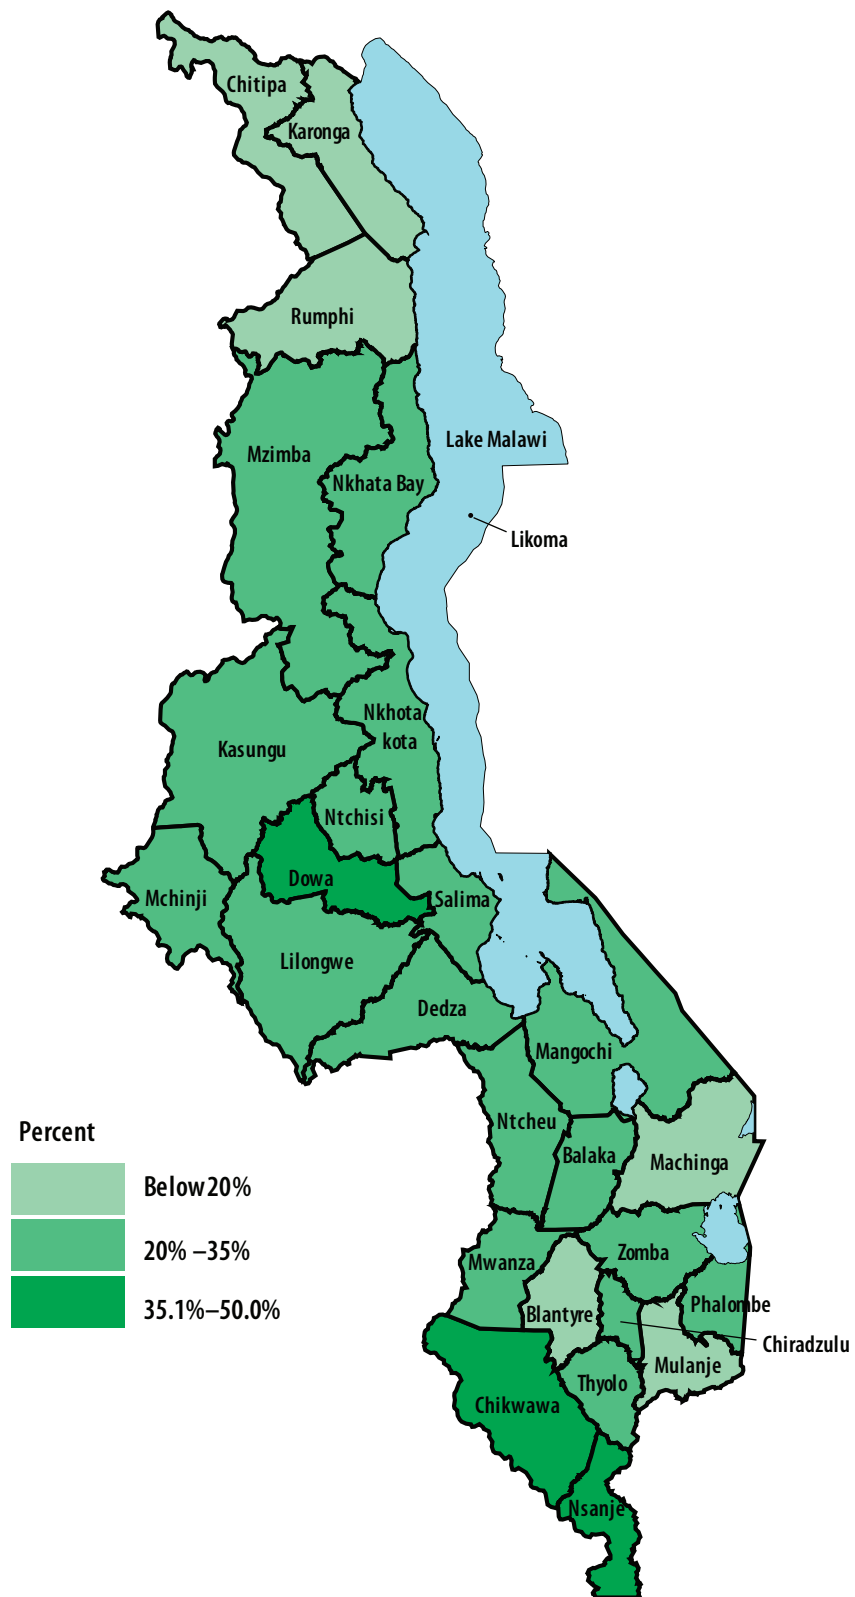 Chitipa
Karonga
Rumphi
Lake Malawi
Mzimba
Nkhata Bay
Likoma
Nkhota
kota
Kasungu
Ntchisi
Dowa
Mchinji
Salima
Lilongwe
Dedza
Mangochi
Ntcheu
Balaka
Machinga
Percent
Below20%
20% –35%
35.1%–50.0%
Zomba
Mwanza
Phalombe
Blantyre
Chiradzulu
Mulanje
Thyolo
Chikwawa
Nsanje